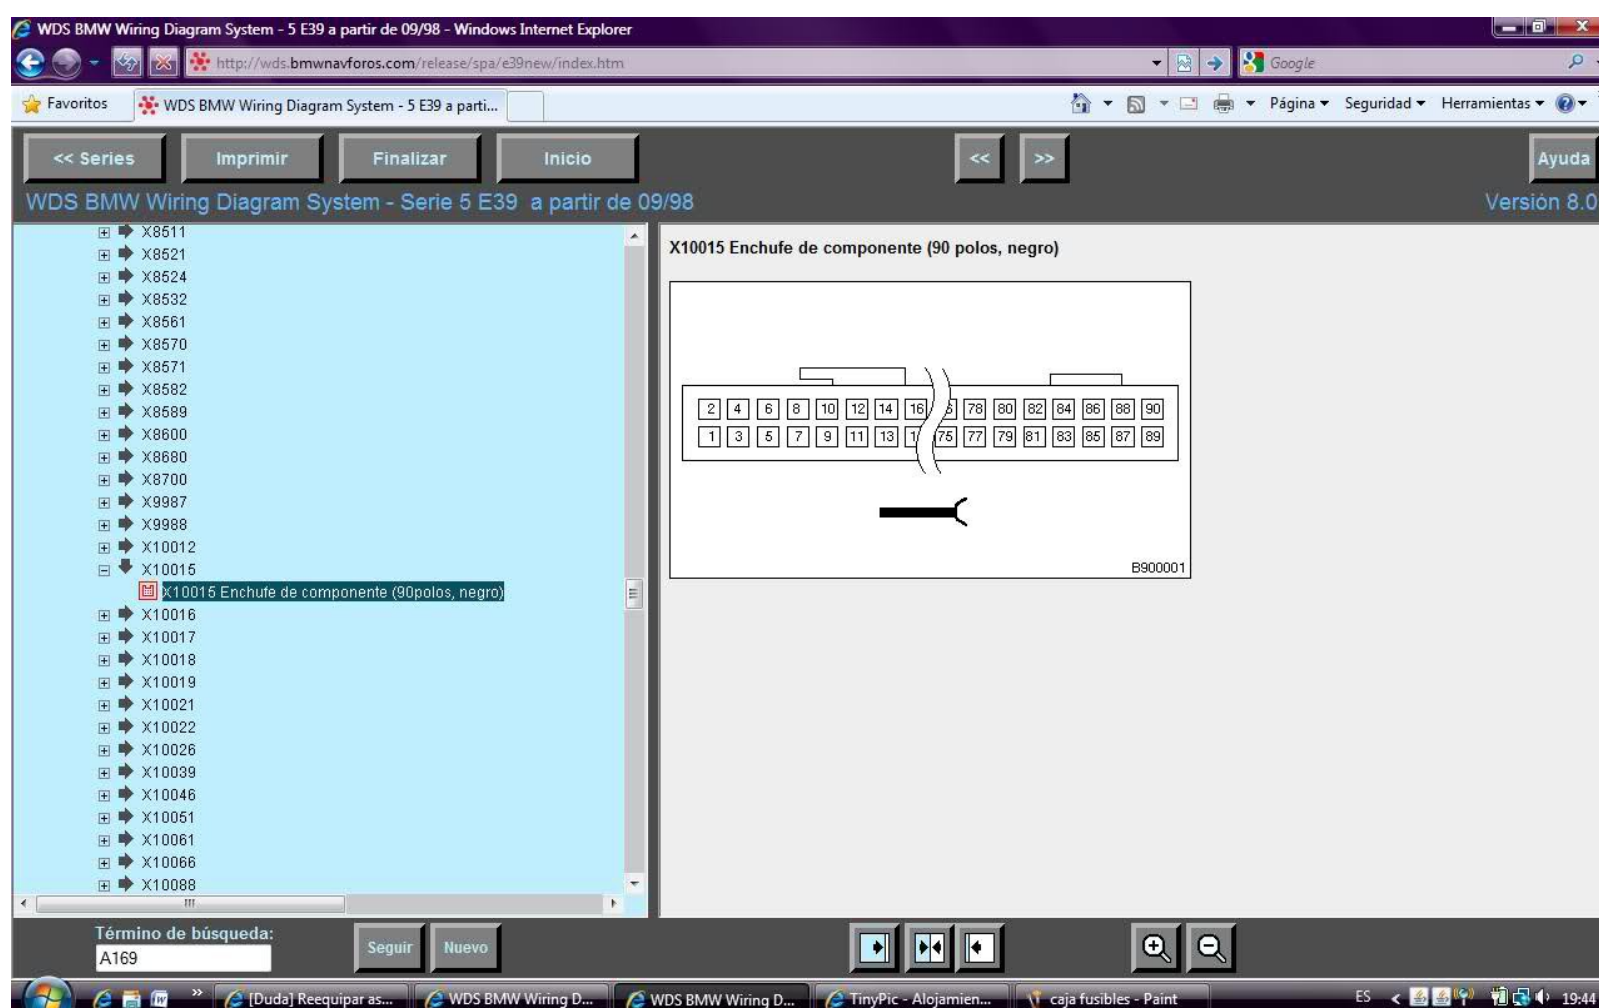 WDS BMW Wiring Diagram System - 5 E39 a partir de 09/98 - Windows Internet Explorer
http://wds.bmwnavforos.com/release/spa/e39new/index.htm
Google
Favoritos
WDS BMW Wiring Diagram System - 5 E39 a parti...
Página
Seguridad
Herramientas
<< Series
Imprimir
Finalizar
Inicio
<<
>>
Ayuda
WDS BMW Wiring Diagram System - Serie 5 E39 a partir de 09/98
Versión 8.0
X8511
X8521
X8524
X8532
X8561
X8570
X8571
X8582
X8589
X8600
X8680
X8700
X9987
X9988
X10012
X10015
X10015 Enchufe de componente (90polos, negro)
X10016
X10017
X10018
X10019
X10021
X10022
X10026
X10039
X10046
X10051
X10061
X10066
X10088
X10015 Enchufe de componente (90 polos, negro)
2 4 6 8 10 12 14 16 78 80 82 84 86 88 90
1 3 5 7 9 11 13 75 77 79 81 83 85 87 89
B900001
Término de búsqueda:
A169
Seguir
Nuevo
[Duda] Reequipar as...
WDS BMW Wiring D...
WDS BMW Wiring D...
TinyPic - Alojamien...
caja fusibles - Paint
ES
19:44